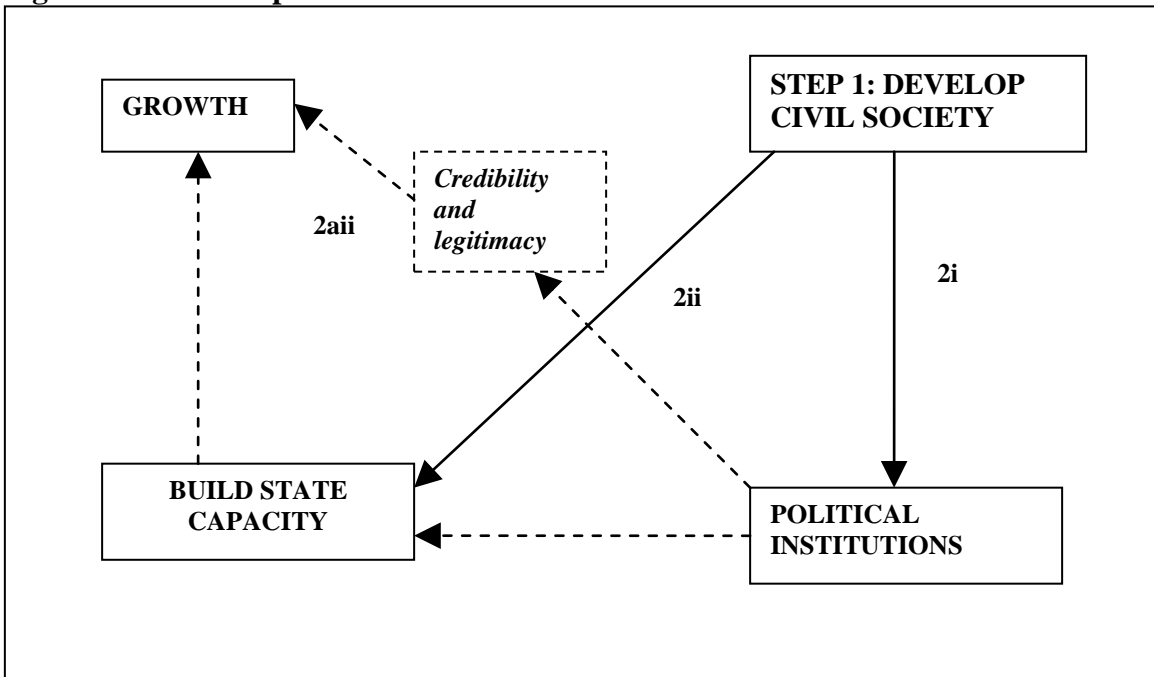 GROWTH
STEP 1: DEVELOP
CIVIL SOCIETY
Credibility
and
legitimacy
2aii
2ii
2i
BUILD STATE
CAPACITY
POLITICAL
INSTITUTIONS